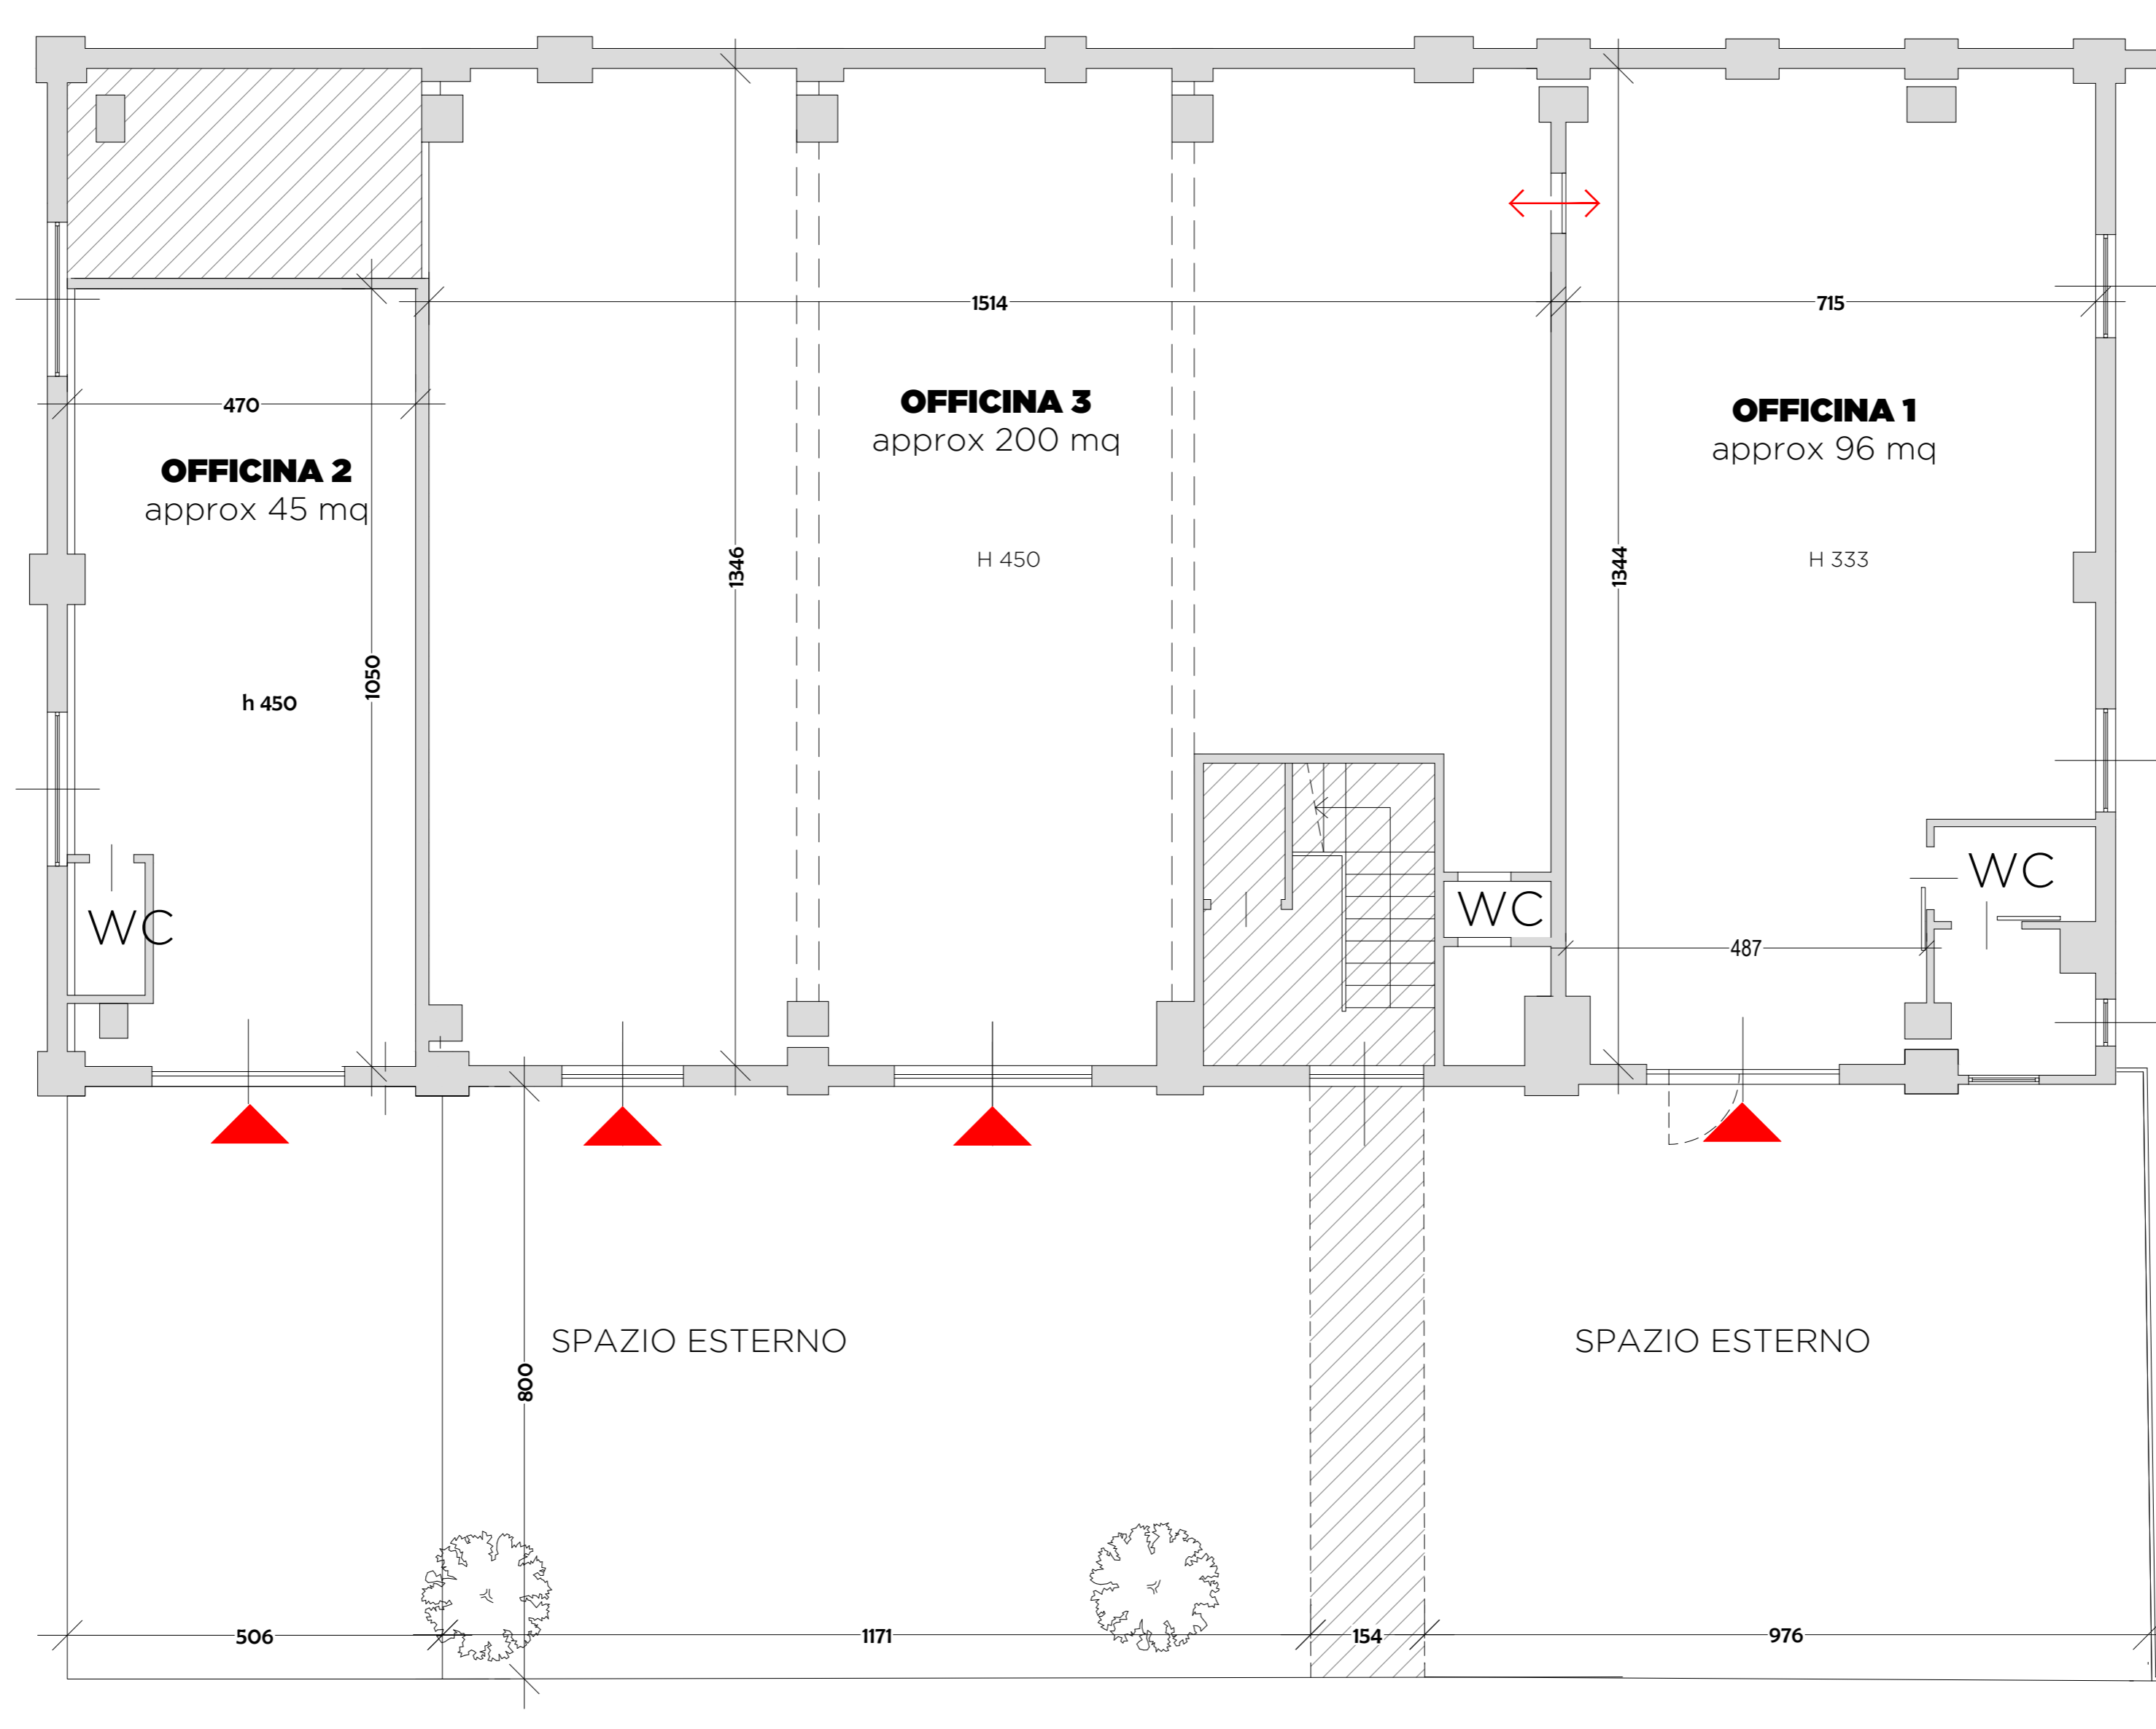 1514
715
OFFICINA 3
approx 200 mq
OFFICINA 1
approx 96 mq
470
OFFICINA 2
approx 45 mq
H 450
H 333
1346
1344
1050
h 450
WC
WC
WC
487
SPAZIO ESTERNO
SPAZIO ESTERNO
800
506
1171
154
976